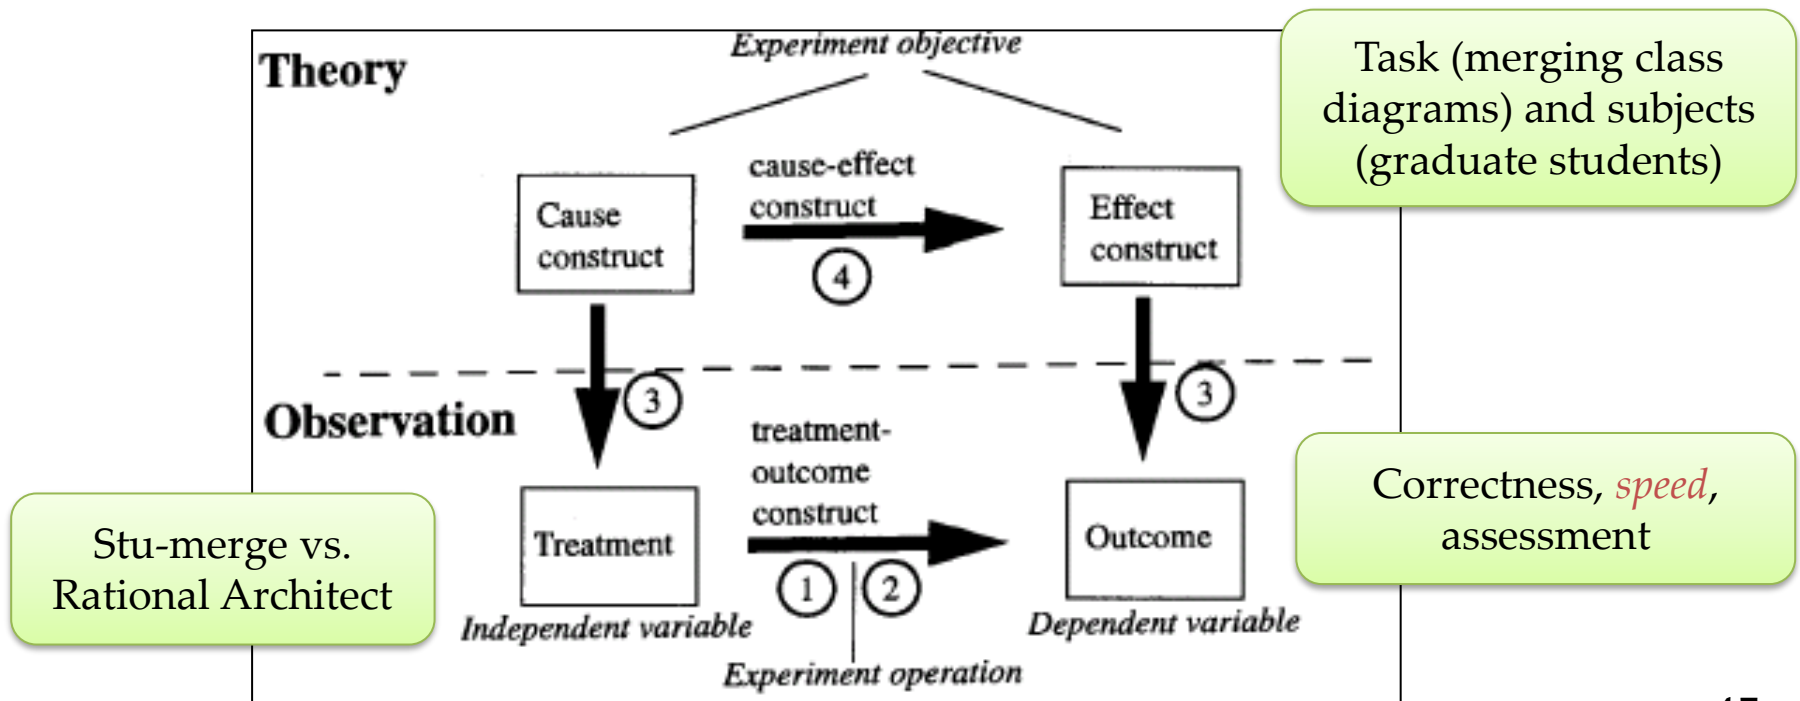 Experiment objective
Theory
Task (merging class
diagrams) and subjects
(graduate students)
cause-effect
construct
Cause
construct
Effect
construct
4
3
3
Observation
treatment-
outcome
construct
Correctness, speed,
assessment
Stu-merge vs.
Rational Architect
Treatment
Outcome
1
2
Independent variable
Dependent variable
Experiment operation